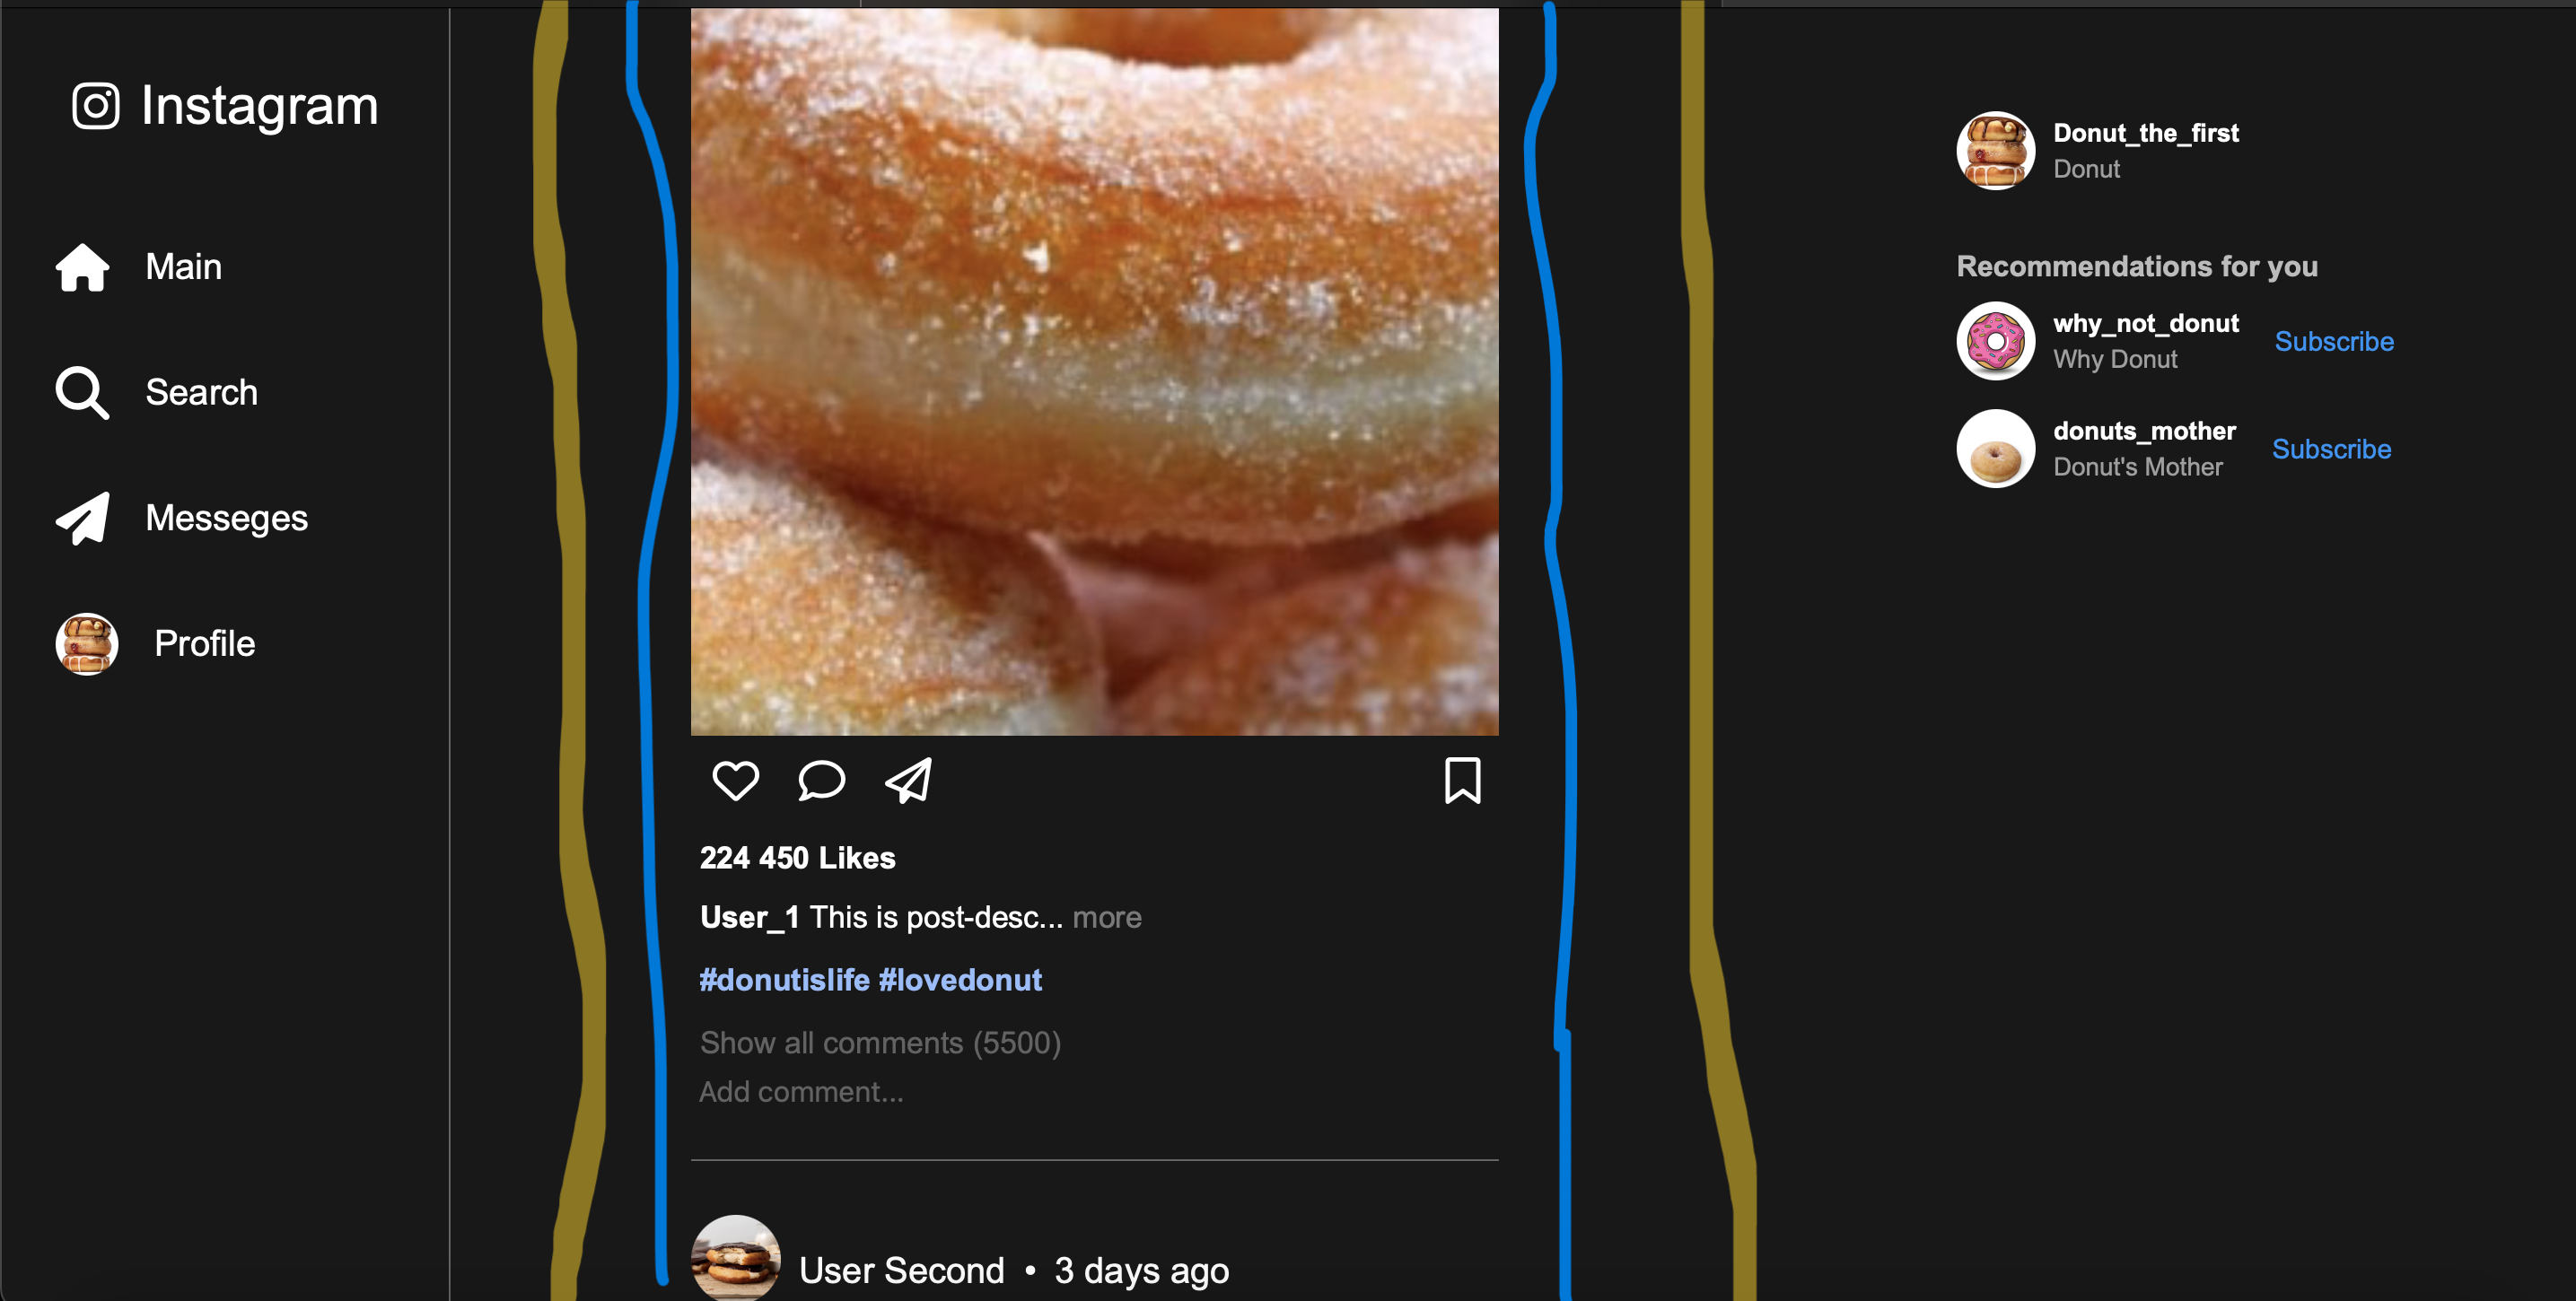 Instagram
Main
Search
Messeges
Profile
224 450 Likes
User_1 This is post-desc... more
#donutislife #lovedonut
Show all comments (5500)
Add comment...
User Second • 3 days ago
Donut_the_first
Donut
Recommendations for you
why_not_donut
Why Donut
Subscribe
donuts_mother
Donut's Mother
Subscribe